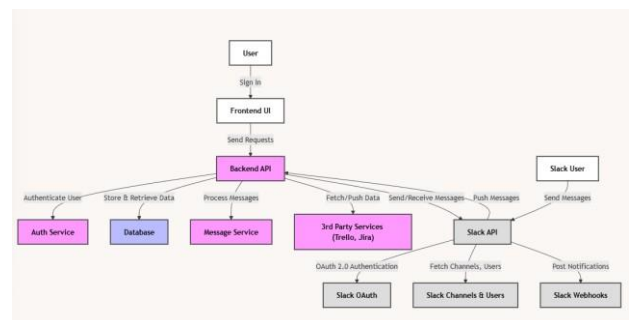 User
Sign in
Frontend UI
Send Requests
Backend API
Slack User
Authenticate User
Store & Retrieve Data
Process Messages
Fetch/Push Data
Send/Receive Messages
Push Messages
Send Messages
Auth Service
Database
Message Service
3rd Party Services
(Trello, Jira)
Slack API
OAuth 2.0 Authentication
Fetch Channels, Users
Post Notifications
Slack OAuth
Slack Channels & Users
Slack Webhooks